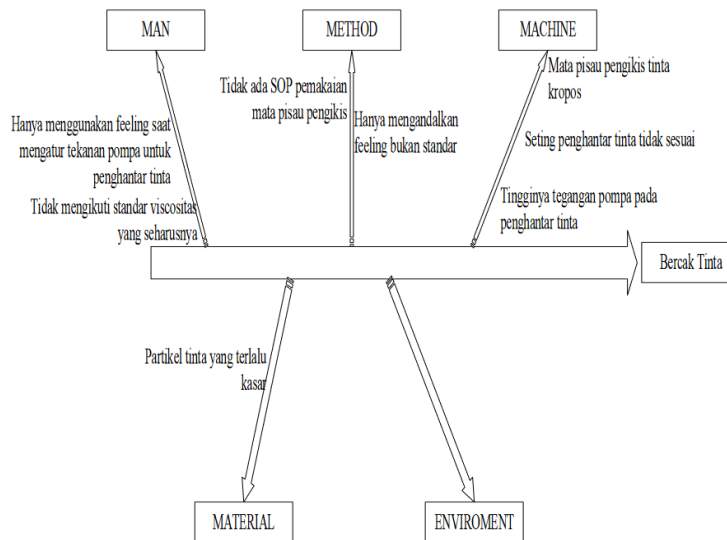 MAN
METHOD
MACHINE
Tidak ada SOP pemakaian
mata pisau pengikis
Mata pisau pengikis tinta
kropos
Hanya menggunakan feeling saat
mengatur tekanan pompa untuk
penghantar tinta
Hanya mengandalkan
feeling bukan standar
Seting penghantar tinta tidak sesuai
Tidak mengikuti standar viscositas
yang seharusnya
Tingginya tegangan pompa pada
penghantar tinta
Bercak Tinta
Partikel tinta yang terlalu
kasar
MATERIAL
ENVIROMENT